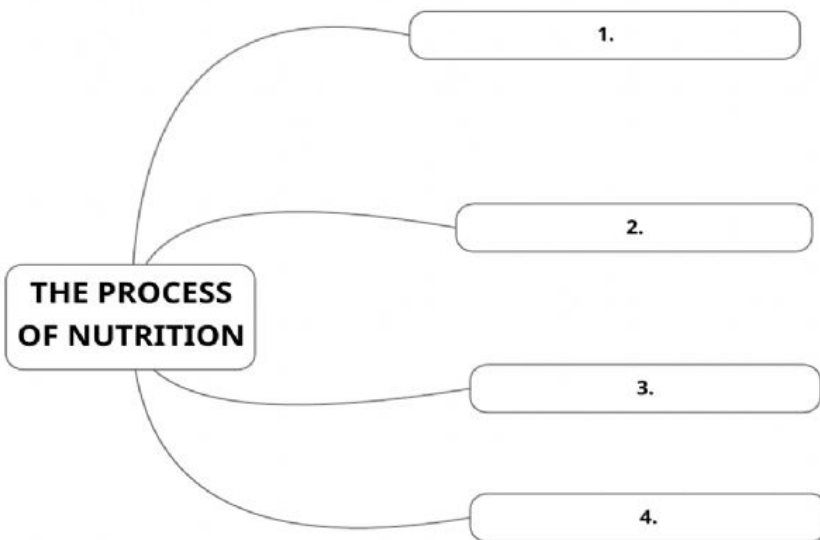 1.
2.
THE PROCESS
OF NUTRITION
3.
4.